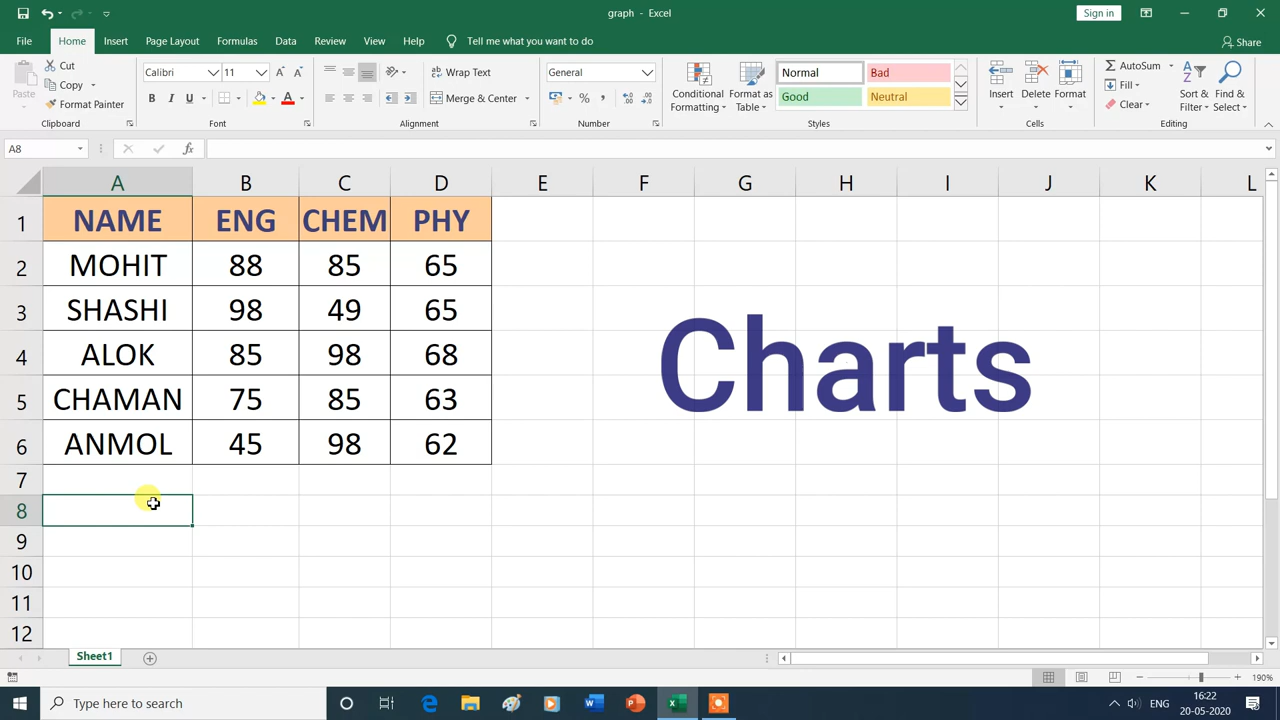 graph - Excel
Sign in
File Home Insert Page Layout Formulas Data Review View Help Tell me what you want to do Share
Paste
Cut
Copy
Format Painter
Clipboard
Calibri 11
B I U
Font
Wrap Text
Merge & Center
Alignment
General
Number
Conditional Formatting
Format as Table
Normal Bad
Good Neutral
Styles
Insert
Delete
Format
Cells
AutoSum
Fill
Clear
Sort & Filter
Find & Select
Editing
A8 fx
A B C D E F G H I J K L
1 NAME ENG CHEM PHY
2 MOHIT 88 85 65
3 SHASHI 98 49 65
4 ALOK 85 98 68
5 CHAMAN 75 85 63
6 ANMOL 45 98 62
7
8
9
10
11
12
Charts
Sheet1
190%
Type here to search
ENG
16:22
20-05-2020